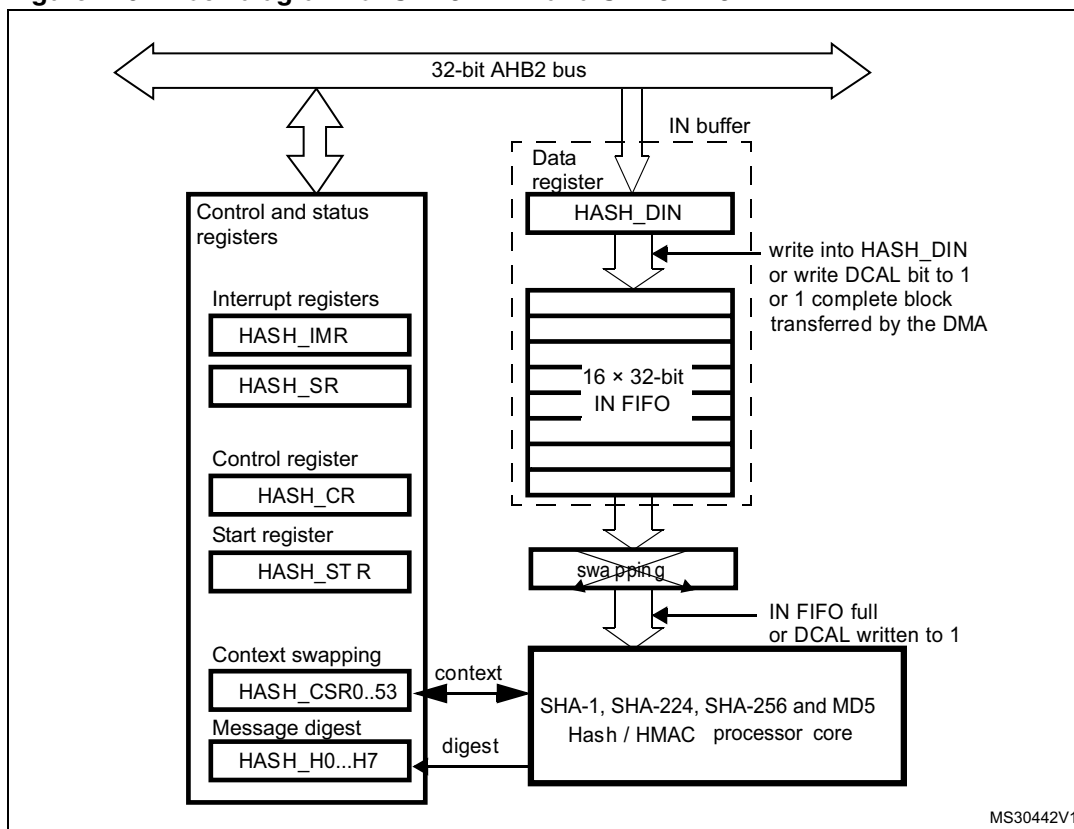 32-bit AHB2 bus
IN buffer
Data
register
HASH_DIN
write into HASH_DIN
or write DCAL bit to 1
or 1 complete block
transferred by the DMA
16 × 32-bit
IN FIFO
swapping
IN FIFO full
or DCAL written to 1
SHA-1, SHA-224, SHA-256 and MD5
Hash / HMAC processor core
Control and status
registers
Interrupt registers
HASH_IMR
HASH_SR
Control register
HASH_CR
Start register
HASH_STR
Context swapping
HASH_CSR0..53
context
Message digest
HASH_H0...H7
digest
MS30442V1